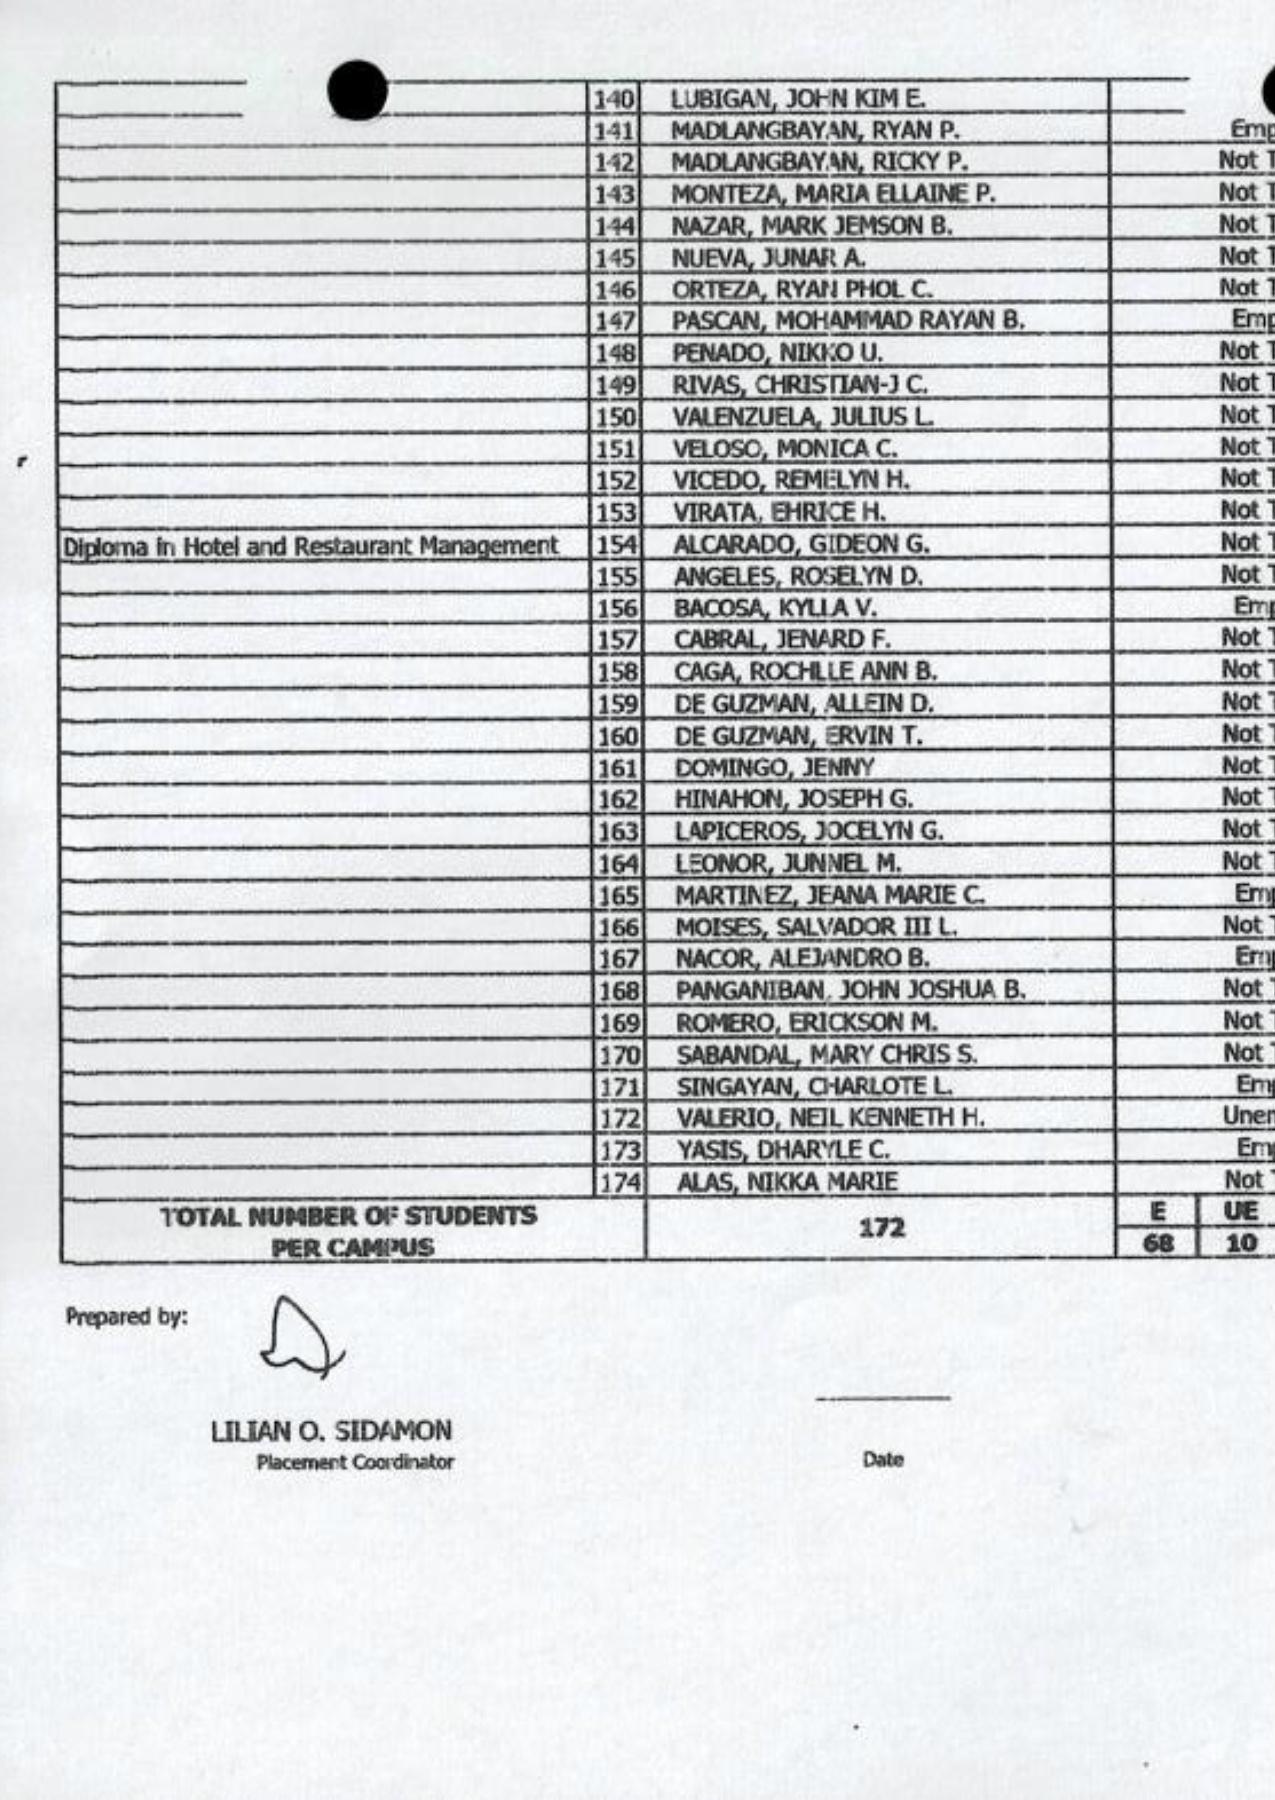 140 LUBIGAN, JOHN KIM E.
141 MADLANGBAYAN, RYAN P. Emp
142 MADLANGBAYAN, RICKY P. Not T
143 MONTEZA, MARIA ELLAINE P. Not T
144 NAZAR, MARK JEMSON B. Not T
145 NUEVA, JUNAR A. Not T
146 ORTEZA, RYAN PHOL C. Not T
147 PASCAN, MOHAMMAD RAYAN B. Emp
148 PENADO, NIKKO U. Not T
149 RIVAS, CHRISTIAN-J C. Not T
150 VALENZUELA, JULIUS L. Not T
151 VELOSO, MONICA C. Not T
152 VICEDO, REMELYN H. Not T
153 VIRATA, EHRICE H. Not T
Diploma in Hotel and Restaurant Management 154 ALCARADO, GIDEON G. Not T
155 ANGELES, ROSELYN D. Not T
156 BACOSA, KYLLA V. Emp
157 CABRAL, JENARD F. Not T
158 CAGA, ROCHLLE ANN B. Not T
159 DE GUZMAN, ALLEIN D. Not T
160 DE GUZMAN, ERVIN T. Not T
161 DOMINGO, JENNY Not T
162 HINAHON, JOSEPH G. Not T
163 LAPICEROS, JOCELYN G. Not T
164 LEONOR, JUNNEL M. Not T
165 MARTINEZ, JEANA MARIE C. Emp
166 MOISES, SALVADOR III L. Not T
167 NACOR, ALEJANDRO B. Emp
168 PANGANIBAN, JOHN JOSHUA B. Not T
169 ROMERO, ERICKSON M. Not T
170 SABANDAL, MARY CHRIS S. Not T
171 SINGAYAN, CHARLOTE L. Emp
172 VALERIO, NEIL KENNETH H. Unem
173 YASIS, DHARYLE C. Emp
174 ALAS, NIKKA MARIE Not T
TOTAL NUMBER OF STUDENTS PER CAMPUS 172 E UE
68 10
Prepared by:
LILIAN O. SIDAMON
Placement Coordinator
Date